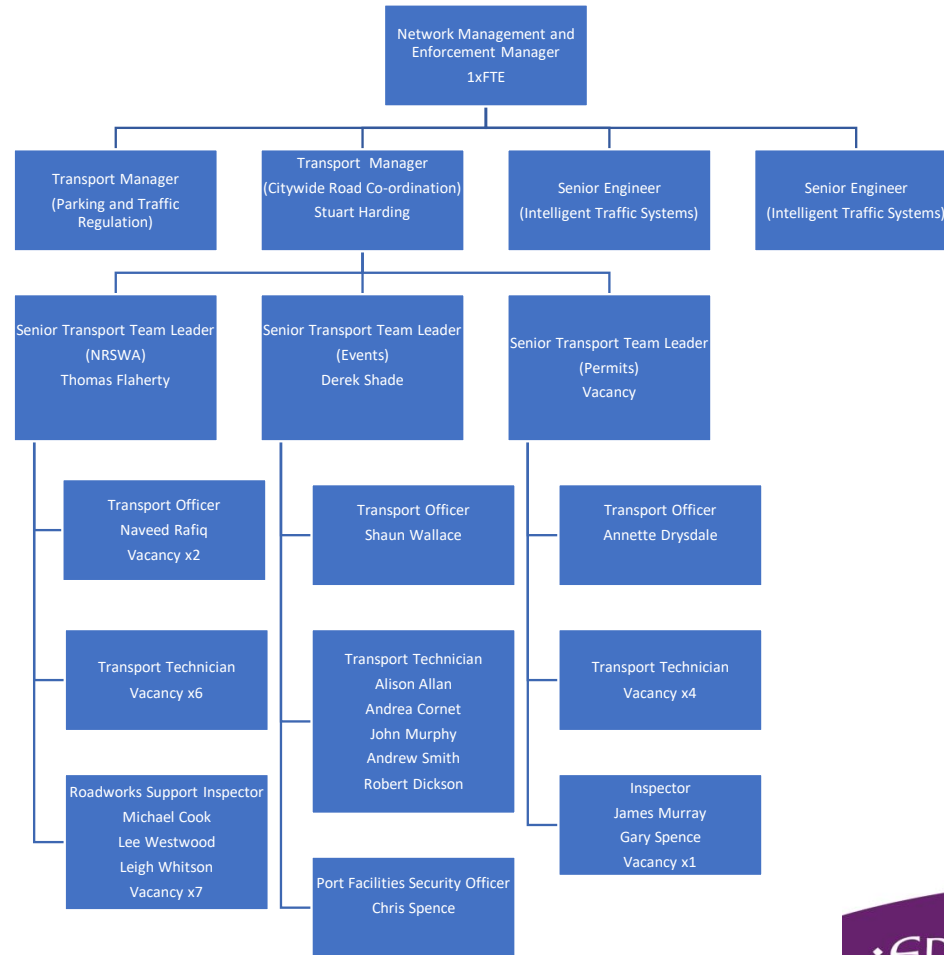 Network Management and
Enforcement Manager
1xFTE
Transport Manager
(Parking and Traffic
Regulation)
Transport Manager
(Citywide Road Co-ordination)
Stuart Harding
Senior Engineer
(Intelligent Traffic Systems)
Senior Engineer
(Intelligent Traffic Systems)
Senior Transport Team Leader
(NRSWA)
Thomas Flaherty
Senior Transport Team Leader
(Events)
Derek Shade
Senior Transport Team Leader
(Permits)
Vacancy
Transport Officer
Naveed Rafiq
Vacancy x2
Transport Technician
Vacancy x6
Roadworks Support Inspector
Michael Cook
Lee Westwood
Leigh Whitson
Vacancy x7
Transport Officer
Shaun Wallace
Transport Technician
Alison Allan
Andrea Cornet
John Murphy
Andrew Smith
Robert Dickson
Port Facilities Security Officer
Chris Spence
Transport Officer
Annette Drysdale
Transport Technician
Vacancy x4
Inspector
James Murray
Gary Spence
Vacancy x1